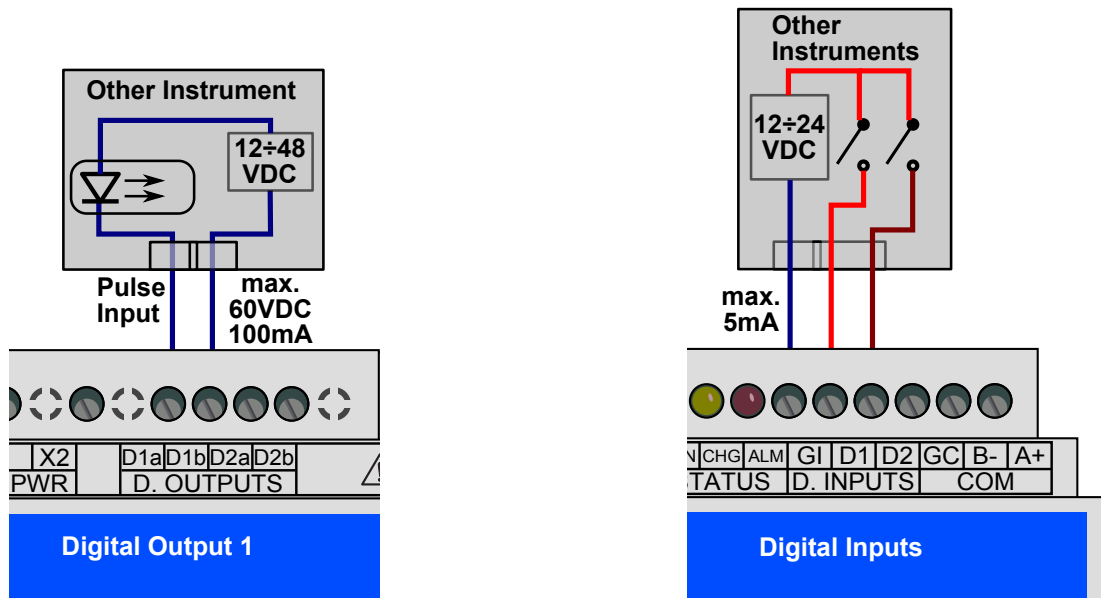 Other Instrument
12÷48
VDC
Pulse
Input
max.
60VDC
100mA
X2
D1a D1b D2a D2b
PWR
D. OUTPUTS
Digital Output 1
Other
Instruments
12÷24
VDC
max.
5mA
N CHG ALM GI D1 D2 GC B- A+
TATUS D. INPUTS COM
Digital Inputs